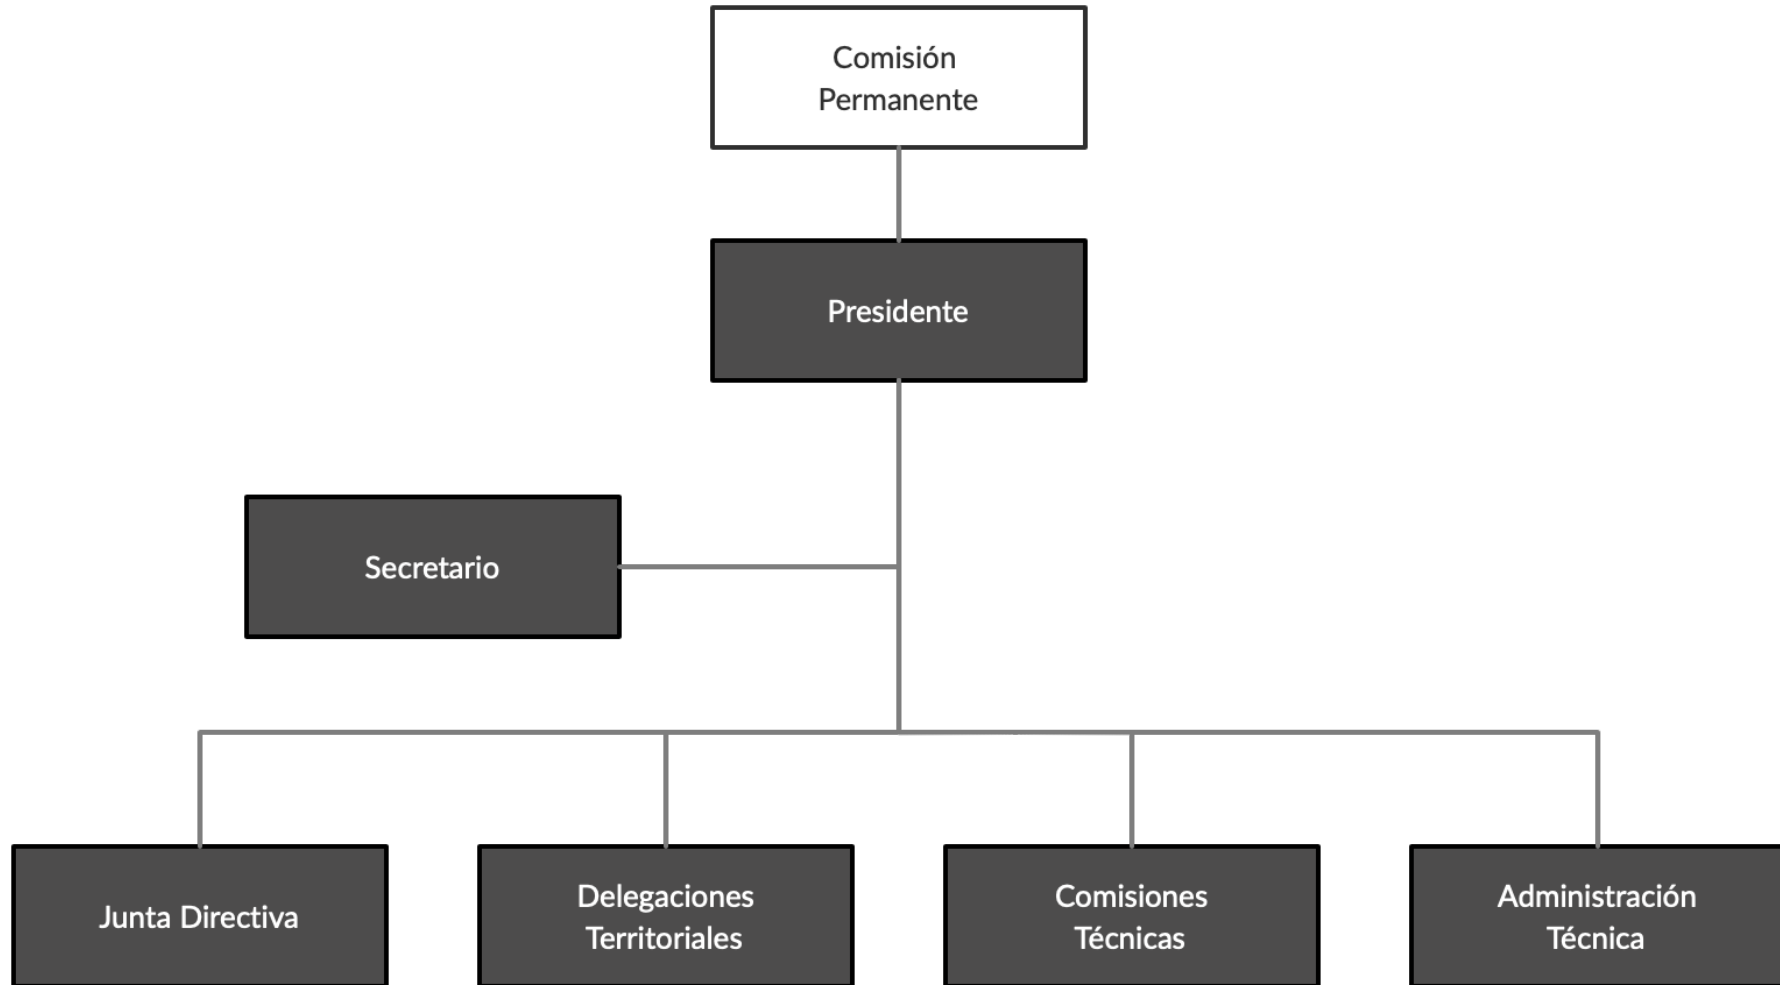 Comisión
Permanente
Presidente
Secretario
Junta Directiva
Delegaciones
Territoriales
Comisiones
Técnicas
Administración
Técnica